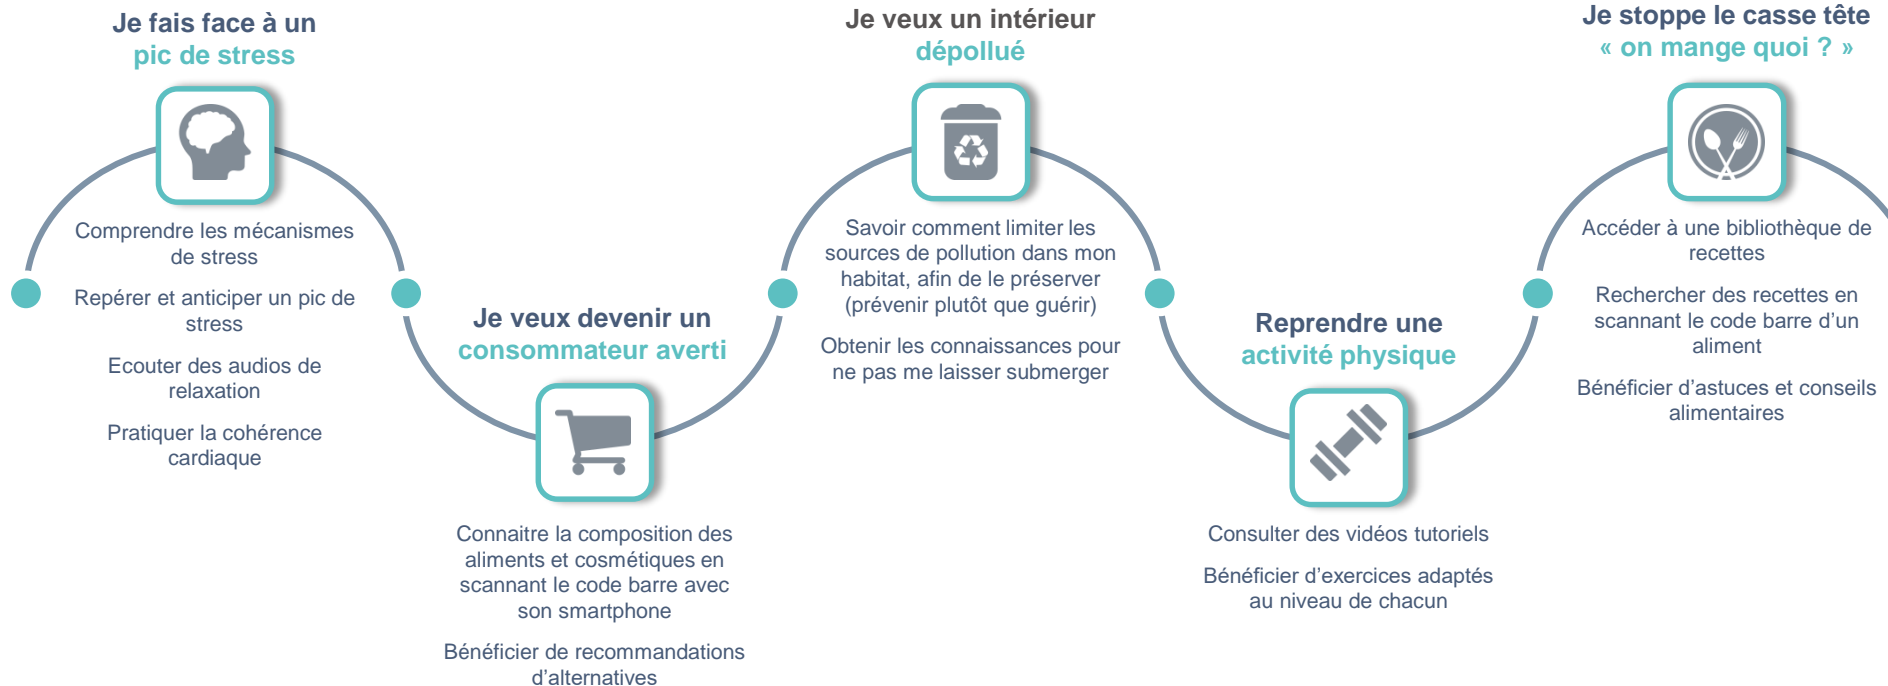 Je fais face à un
pic de stress
Comprendre les mécanismes
de stress
Repérer et anticiper un pic de
stress
Ecouter des audios de
relaxation
Pratiquer la cohérence
cardiaque
Je veux devenir un
consommateur averti
Connaitre la composition des
aliments et cosmétiques en
scannant le code barre avec
son smartphone
Bénéficier de recommandations
d’alternatives
Je veux un intérieur
dépollué
Savoir comment limiter les
sources de pollution dans mon
habitat, afin de le préserver
(prévenir plutôt que guérir)
Obtenir les connaissances pour
ne pas me laisser submerger
Reprendre une
activité physique
Consulter des vidéos tutoriels
Bénéficier d’exercices adaptés
au niveau de chacun
Je stoppe le casse tête
« on mange quoi ? »
Accéder à une bibliothèque de
recettes
Rechercher des recettes en
scannant le code barre d’un
aliment
Bénéficier d’astuces et conseils
alimentaires